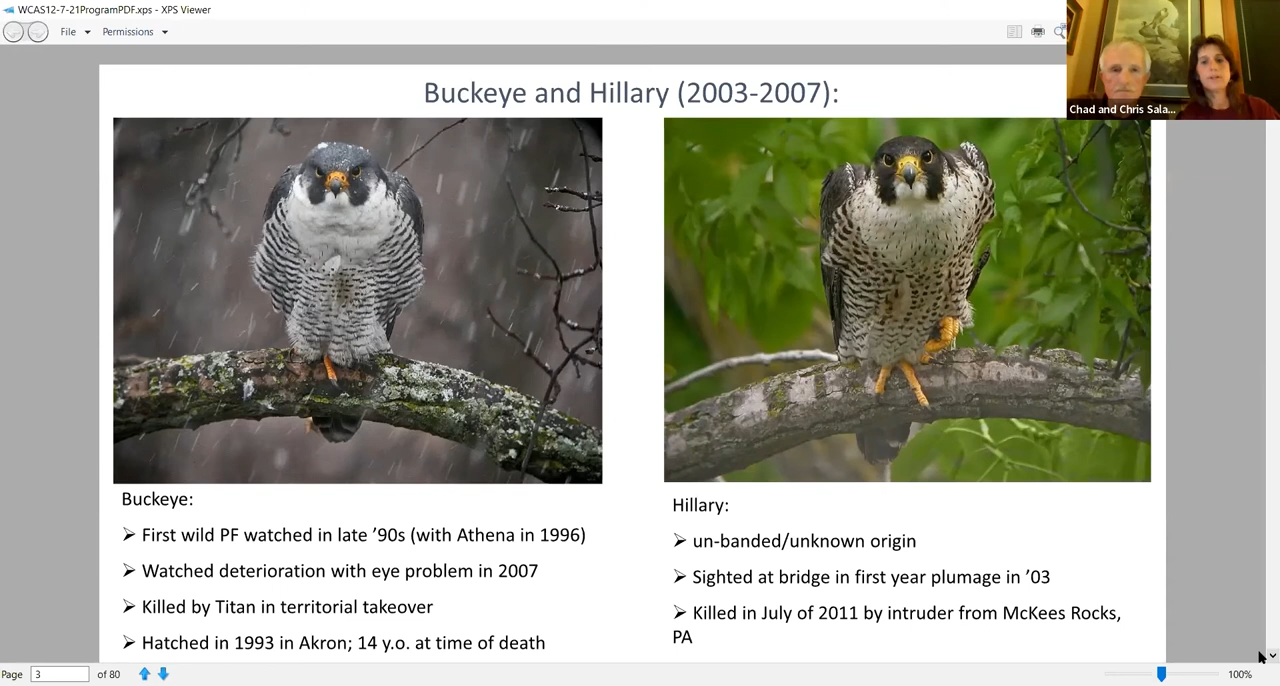 WCAS12-7-21ProgramPDF.xps - XPS Viewer
File Permissions
Chad and Chris Sala...
Buckeye and Hillary (2003-2007):
Buckeye:
➢ First wild PF watched in late ’90s (with Athena in 1996)
➢ Watched deterioration with eye problem in 2007
➢ Killed by Titan in territorial takeover
➢ Hatched in 1993 in Akron; 14 y.o. at time of death
Hillary:
➢ un-banded/unknown origin
➢ Sighted at bridge in first year plumage in ’03
➢ Killed in July of 2011 by intruder from McKees Rocks,
PA
Page 3 of 80 100%